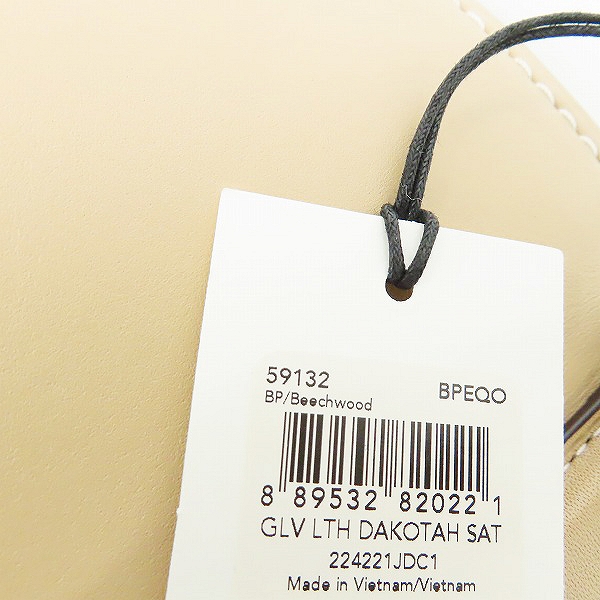 59132 BPEQO
BP/Beechwood
8 89532 82022 1
GLV LTH DAKOTAH SAT
224221JDC1
Made in Vietnam/Vietnam